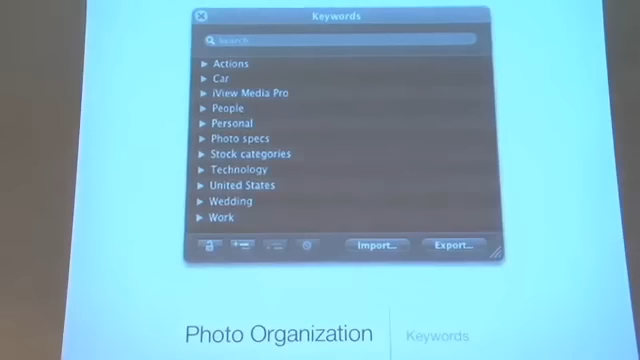 Keywords
Search
Actions
Car
iView Media Pro
People
Personal
Photo specs
Stock categories
Technology
United States
Wedding
Work
Import...
Export...
Photo Organization
Keywords